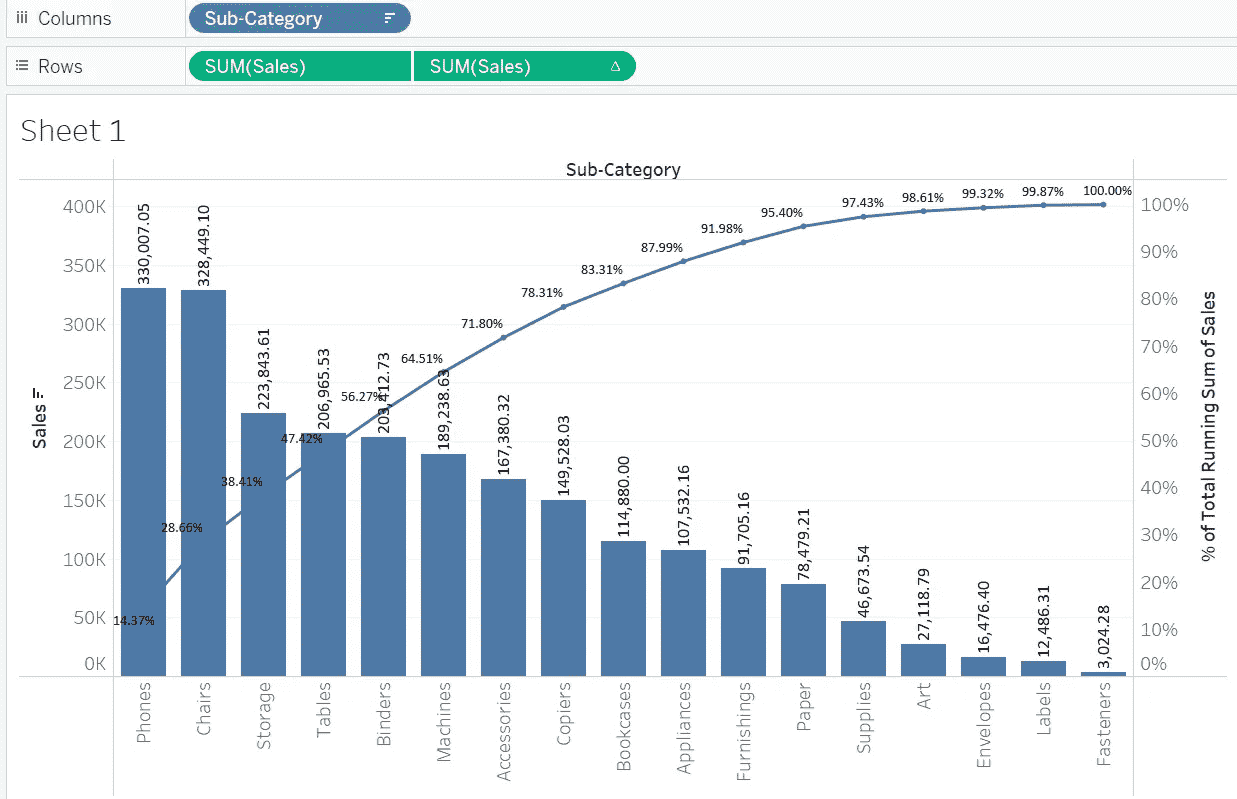 Columns
Sub-Category
Rows
SUM(Sales)
SUM(Sales)
Sheet 1
Sub-Category
Sales
400K
350K
300K
250K
200K
150K
100K
50K
0K
330,007.05
328,449.10
223,843.61
206,965.53
203,412.73
189,238.63
167,380.32
149,528.03
114,880.00
107,532.16
91,705.16
78,479.21
46,673.54
27,118.79
16,476.40
12,486.31
3,024.28
14.37%
28.66%
38.41%
47.42%
56.27%
64.51%
71.80%
78.31%
83.31%
87.99%
91.98%
95.40%
97.43%
98.61%
99.32%
99.87%
100.00%
100%
90%
80%
70%
60%
50%
40%
30%
20%
10%
0%
% of Total Running Sum of Sales
Phones
Chairs
Storage
Tables
Binders
Machines
Accessories
Copiers
Bookcases
Appliances
Furnishings
Paper
Supplies
Art
Envelopes
Labels
Fasteners